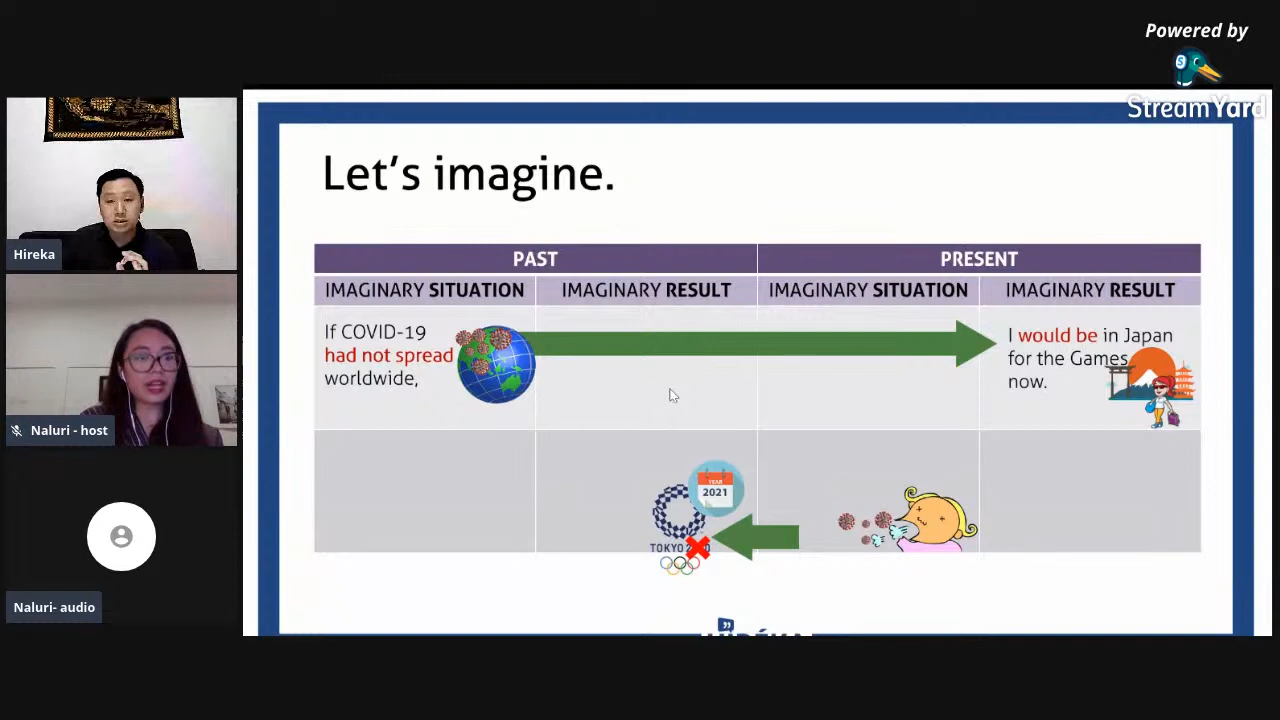 Powered by
StreamYard
Hireka
Naluri - host
Naluri- audio
Let's imagine.
PAST
PRESENT
IMAGINARY SITUATION
IMAGINARY RESULT
IMAGINARY SITUATION
IMAGINARY RESULT
If COVID-19
had not spread
worldwide,
I would be in Japan
for the Games
now.
YEAR
2021
TOKYO